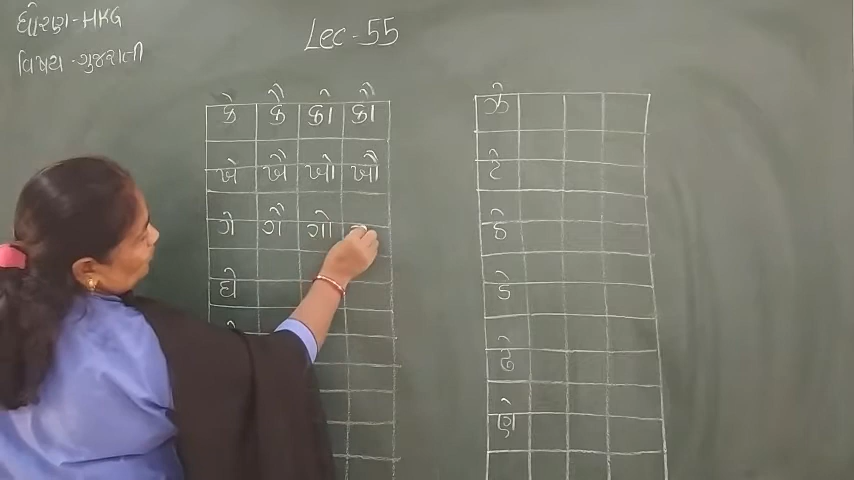 ધોરણ - HKG
વિષય - ગુજરાતી
Lec - 55
કે કૈ કો કૌ
ખે ખૈ ખો ખૌ
ગે ગૈ ગો
ઘે
ઝે
ટે
ઠે
ડે
ઢે
ણે